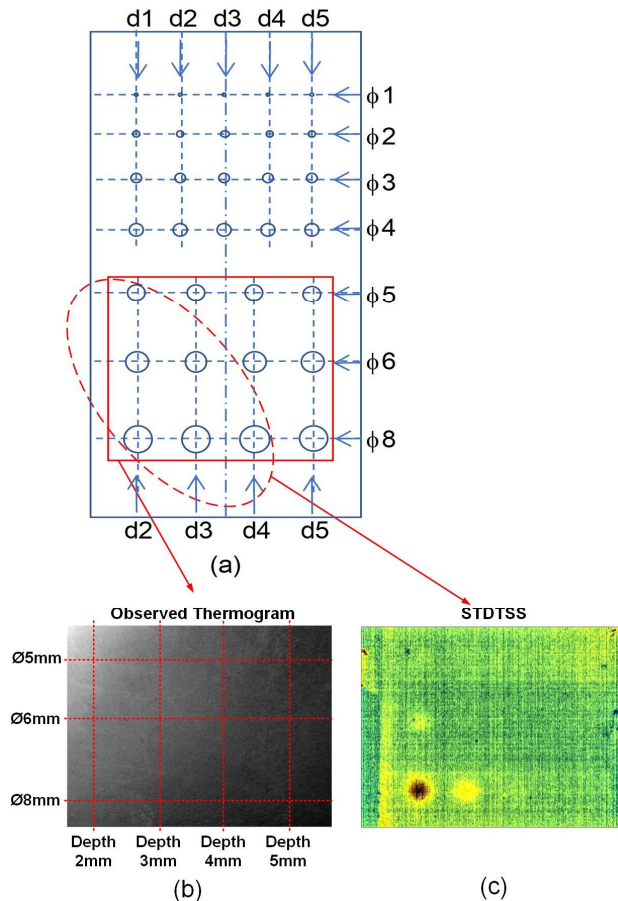 d1 d2 d3 d4 d5
ϕ1
ϕ2
ϕ3
ϕ4
ϕ5
ϕ6
ϕ8
d2 d3 d4 d5
(a)
Observed Thermogram
Ø5mm
Ø6mm
Ø8mm
Depth 2mm
Depth 3mm
Depth 4mm
Depth 5mm
(b)
STDTSS
(c)